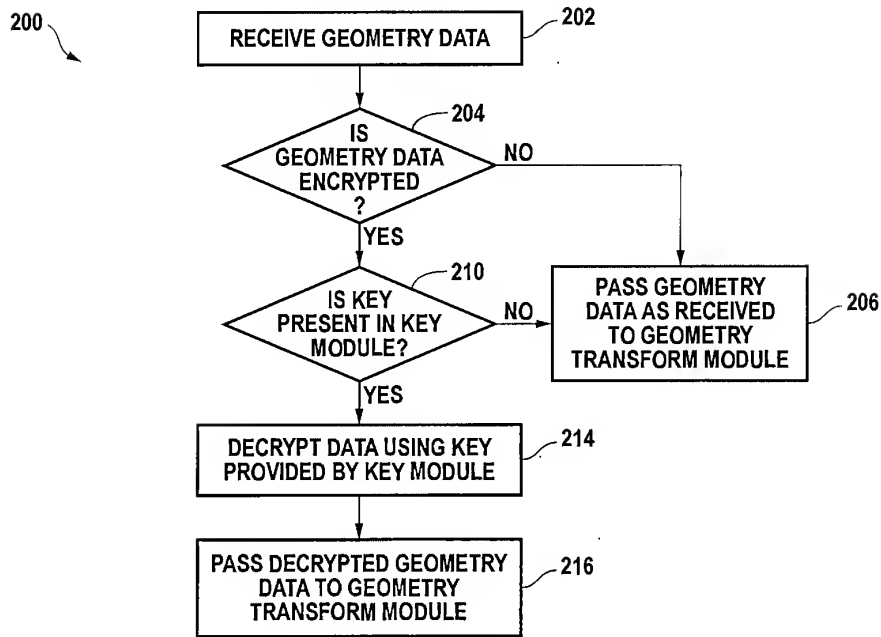 200
RECEIVE GEOMETRY DATA
202
IS
GEOMETRY DATA
ENCRYPTED
?
204
NO
YES
IS KEY
PRESENT IN KEY
MODULE?
210
NO
YES
PASS GEOMETRY
DATA AS RECEIVED
TO GEOMETRY
TRANSFORM MODULE
206
DECRYPT DATA USING KEY
PROVIDED BY KEY MODULE
214
PASS DECRYPTED GEOMETRY
DATA TO GEOMETRY
TRANSFORM MODULE
216